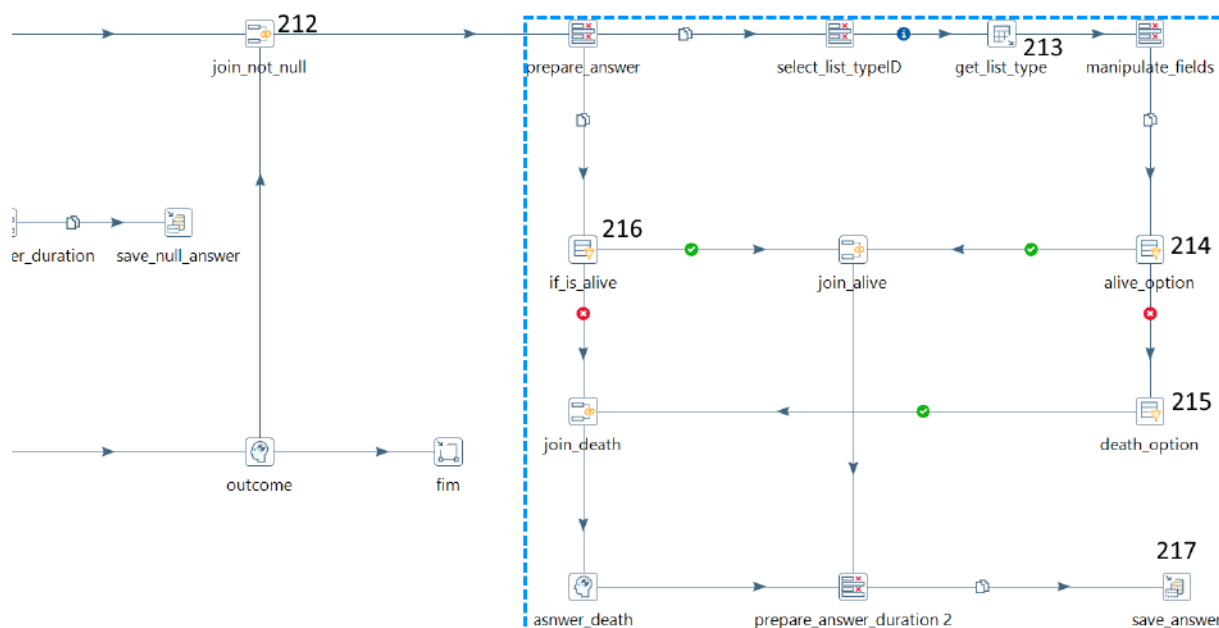 212
join_not_null
prepare_answer
select_list_typeID
213
get_list_type
manipulate_fields
er_duration
save_null_answer
216
if_is_alive
join_alive
214
alive_option
215
join_death
death_option
outcome
fim
217
asnwer_death
prepare_answer_duration 2
save_answer